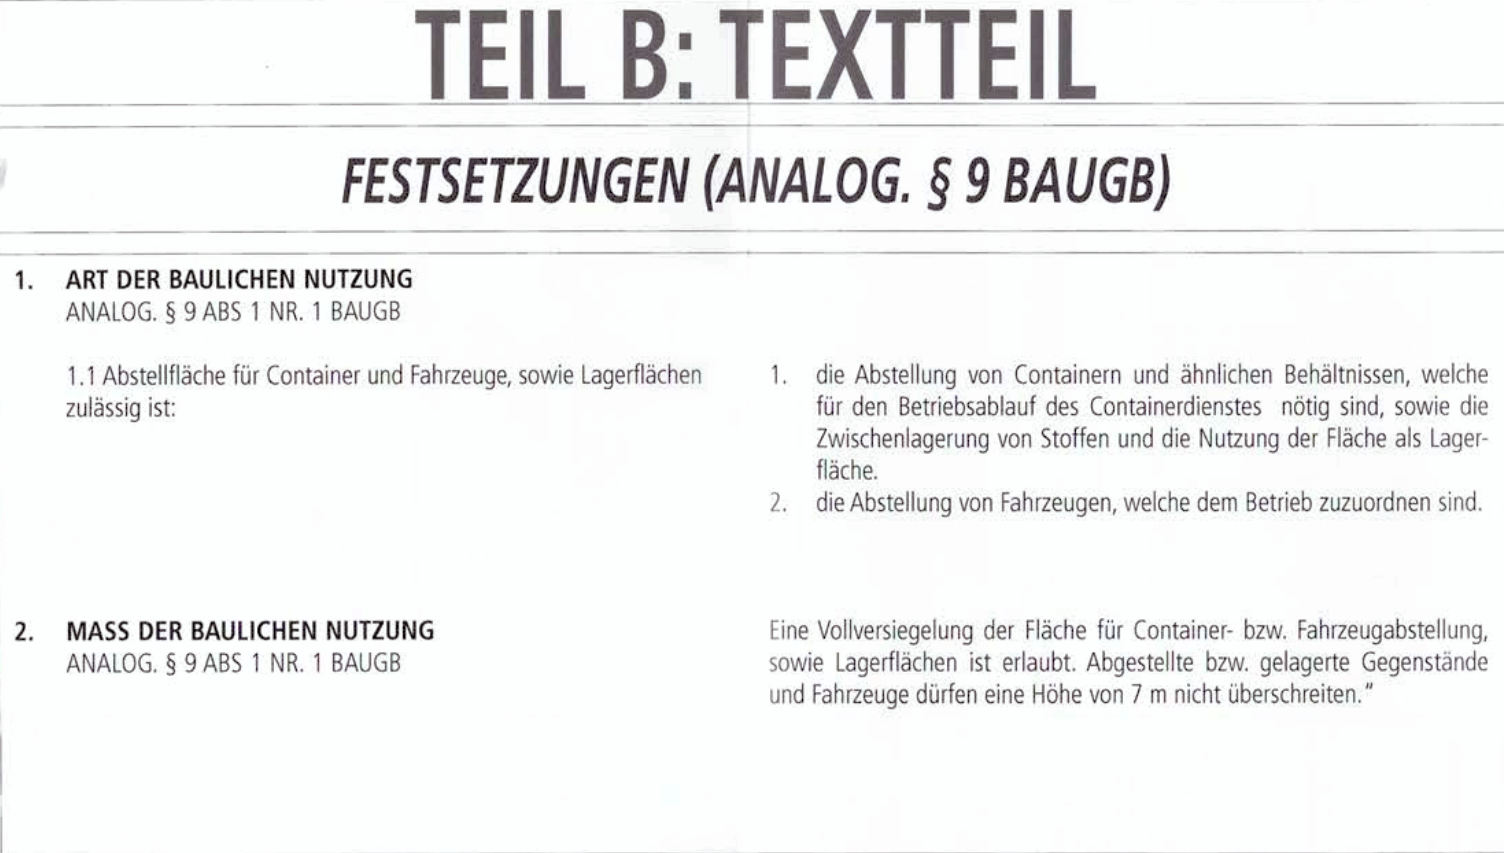 TEIL B: TEXTTEIL
FESTSETZUNGEN (ANALOG. § 9 BAUGB)
1. ART DER BAULICHEN NUTZUNG
ANALOG. § 9 ABS 1 NR. 1 BAUGB
1.1 Abstellfläche für Container und Fahrzeuge, sowie Lagerflächen
zulässig ist:
1. die Abstellung von Containern und ähnlichen Behältnissen, welche
für den Betriebsablauf des Containerdienstes nötig sind, sowie die
Zwischenlagerung von Stoffen und die Nutzung der Fläche als Lager-
fläche.
2. die Abstellung von Fahrzeugen, welche dem Betrieb zuzuordnen sind.
2. MASS DER BAULICHEN NUTZUNG
ANALOG. § 9 ABS 1 NR. 1 BAUGB
Eine Vollversiegelung der Fläche für Container- bzw. Fahrzeugabstellung,
sowie Lagerflächen ist erlaubt. Abgestellte bzw. gelagerte Gegenstände
und Fahrzeuge dürfen eine Höhe von 7 m nicht überschreiten."